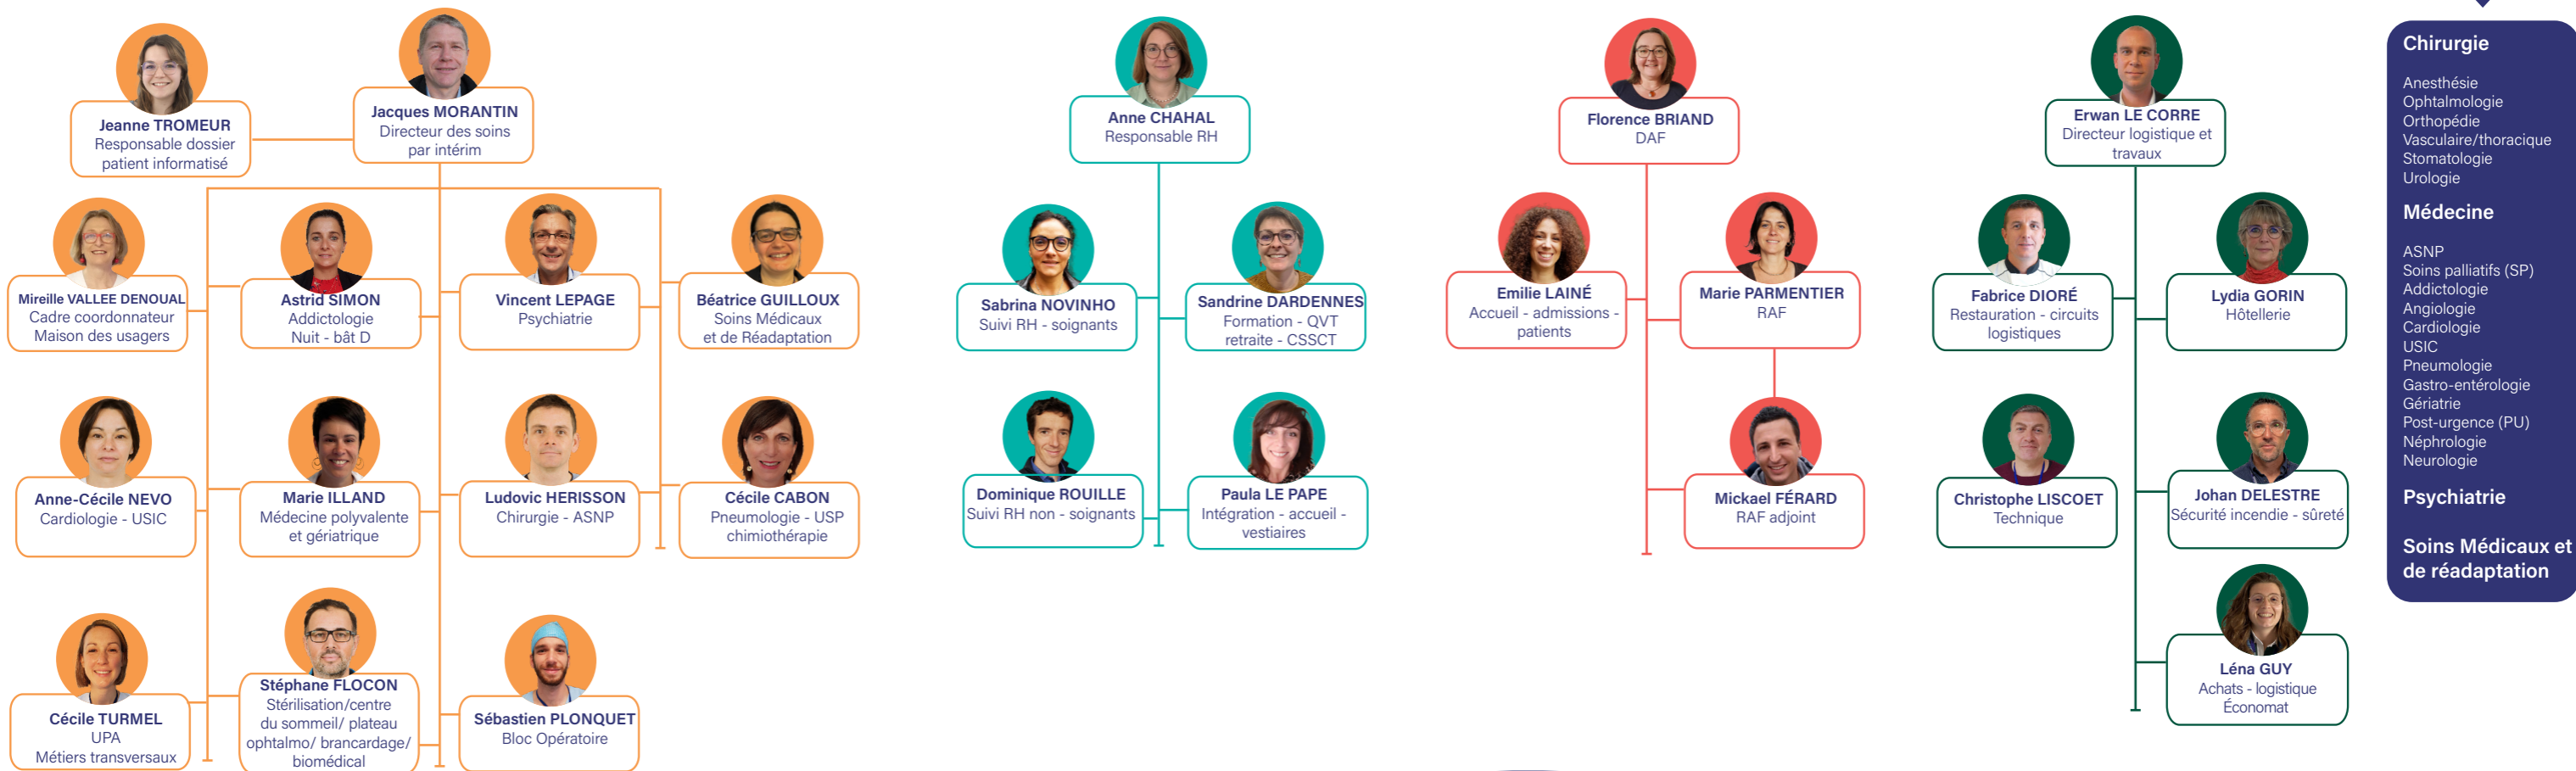 Jeanne TROMEUR
Responsable dossier
patient informatisé
Jacques MORANTIN
Directeur des soins
par intérim
Mireille VALLEE DENOUAL
Cadre coordonnateur
Maison des usagers
Astrid SIMON
Addictologie
Nuit - bât D
Vincent LEPAGE
Psychiatrie
Béatrice GUILLOUX
Soins Médicaux
et de Réadaptation
Anne-Cécile NEVO
Cardiologie - USIC
Marie ILLAND
Médecine polyvalente
et gériatrique
Ludovic HERISSON
Chirurgie - ASNP
Cécile CABON
Pneumologie - USP
chimiothérapie
Cécile TURMEL
UPA
Métiers transversaux
Stéphane FLOCON
Stérilisation/centre
du sommeil/ plateau
ophtalmo/ brancardage/
biomédical
Sébastien PLONQUET
Bloc Opératoire
Anne CHAHAL
Responsable RH
Sabrina NOVINHO
Suivi RH - soignants
Sandrine DARDENNES
Formation - QVT
retraite - CSSCT
Dominique ROUILLE
Suivi RH non - soignants
Paula LE PAPE
Intégration - accueil -
vestiaires
Florence BRIAND
DAF
Emilie LAINÉ
Accueil - admissions -
patients
Marie PARMENTIER
RAF
Mickael FÉRARD
RAF adjoint
Erwan LE CORRE
Directeur logistique et
travaux
Fabrice DIORÉ
Restauration - circuits
logistiques
Lydia GORIN
Hôtellerie
Christophe LISCOET
Technique
Johan DELESTRE
Sécurité incendie - sûreté
Léna GUY
Achats - logistique
Économat
Chirurgie
Anesthésie
Ophtalmologie
Orthopédie
Vasculaire/thoracique
Stomatologie
Urologie
Médecine
ASNP
Soins palliatifs (SP)
Addictologie
Angiologie
Cardiologie
USIC
Pneumologie
Gastro-entérologie
Gériatrie
Post-urgence (PU)
Néphrologie
Neurologie
Psychiatrie
Soins Médicaux et
de réadaptation